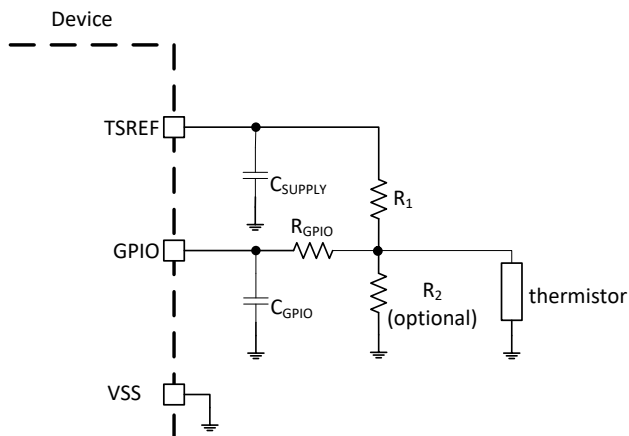 Device
TSREF
CSUPPLY
R1
RGPIO
GPIO
R2
(optional)
thermistor
CGPIO
VSS